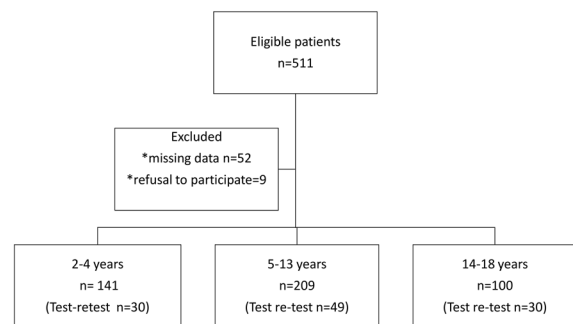 Eligible patients
n=511
Excluded
*missing data n=52
*refusal to participate=9
2-4 years
n= 141
(Test-retest n=30)
5-13 years
n=209
(Test re-test n=49)
14-18 years
n=100
(Test re-test n=30)